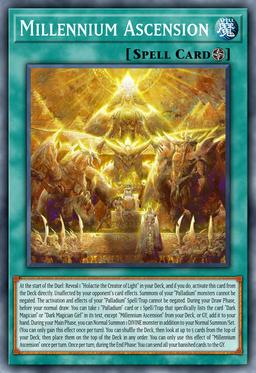 Millennium Ascension
[Spell Card]
At the start of the Duel: Reveal 1 "Holactie the Creator of Light" in your Deck, and if you do, activate this card from
the Deck directly. Unaffected by your opponent's card effects. Summons of your "Palladium" monsters cannot be
negated. The activation and effects of your "Palladium" Spell/Trap cannot be negated. During your Draw Phase,
before your normal draw: You can take 1 "Palladium" card or 1 Spell/Trap that specifically lists the card "Dark
Magician" or "Dark Magician Girl" in its text, except "Millennium Ascension" from your Deck, or GY, add it to your
hand. During your Main Phase, you can Normal Summon 1 DIVINE monster in addition to your Normal Summon/Set.
(You can only gain this effect once per turn). You can shuffle the Deck, then look at up to 5 cards from the top of
your Deck, then place them on the top of the Deck in any order. You can only use this effect of "Millennium
Ascension" once per turn. Once per turn, during the End Phase: You can send all your banished cards to the GY.